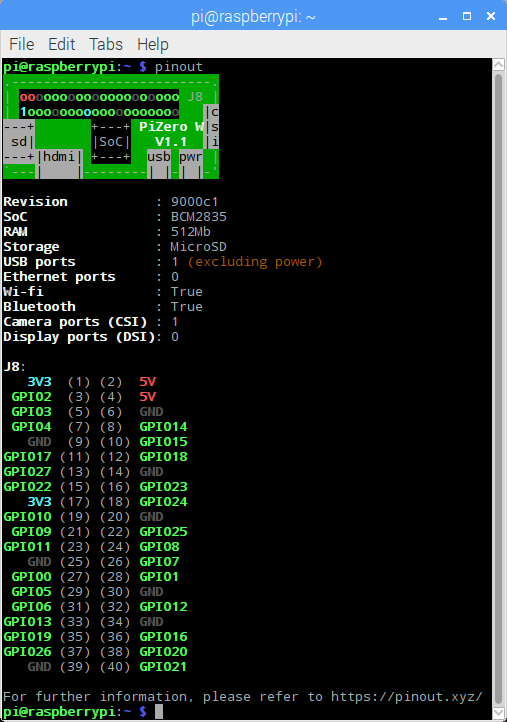 pi@raspberrypi: ~
File Edit Tabs Help
pi@raspberrypi:~ $ pinout
.-------------------------.
| oooooooooooooooooooo J8 |
| 1ooooooooooooooooooo   |c
---+       +---+ PiZero W |s
 sd|       |SoC|   V1.1   |i
---+|hdmi| +---+  usb pwr |
`---|    |--------| |-| |-'

Revision           : 9000c1
SoC                : BCM2835
RAM                : 512Mb
Storage            : MicroSD
USB ports          : 1 (excluding power)
Ethernet ports     : 0
Wi-fi              : True
Bluetooth          : True
Camera ports (CSI) : 1
Display ports (DSI): 0

J8:
   3V3  (1) (2)  5V
 GPIO2  (3) (4)  5V
 GPIO3  (5) (6)  GND
 GPIO4  (7) (8)  GPIO14
   GND  (9) (10) GPIO15
GPIO17 (11) (12) GPIO18
GPIO27 (13) (14) GND
GPIO22 (15) (16) GPIO23
   3V3 (17) (18) GPIO24
GPIO10 (19) (20) GND
 GPIO9 (21) (22) GPIO25
GPIO11 (23) (24) GPIO8
   GND (25) (26) GPIO7
 GPIO0 (27) (28) GPIO1
 GPIO5 (29) (30) GND
 GPIO6 (31) (32) GPIO12
GPIO13 (33) (34) GND
GPIO19 (35) (36) GPIO16
GPIO26 (37) (38) GPIO20
   GND (39) (40) GPIO21

For further information, please refer to https://pinout.xyz/
pi@raspberrypi:~ $